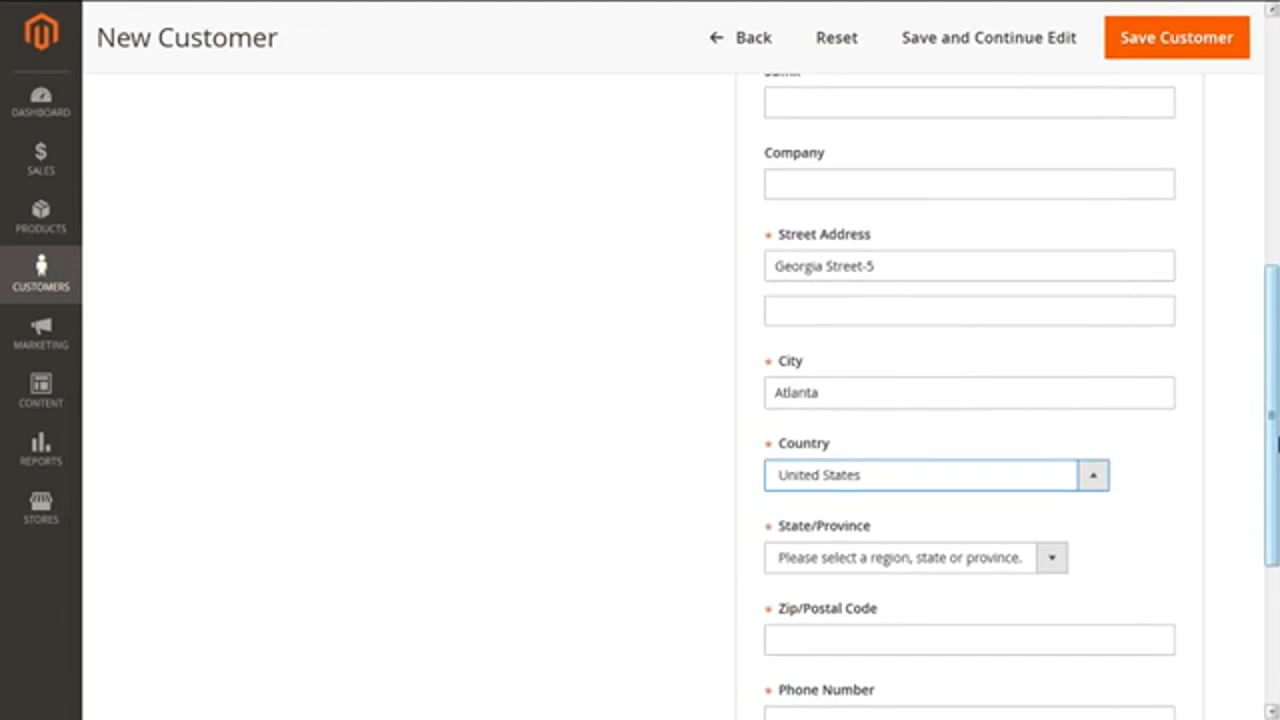 New Customer
Back
Reset
Save and Continue Edit
Save Customer
DASHBOARD
SALES
PRODUCTS
CUSTOMERS
MARKETING
CONTENT
REPORTS
STORES
Company
* Street Address
Georgia Street-5
* City
Atlanta
* Country
United States
* State/Province
Please select a region, state or province.
* Zip/Postal Code
* Phone Number